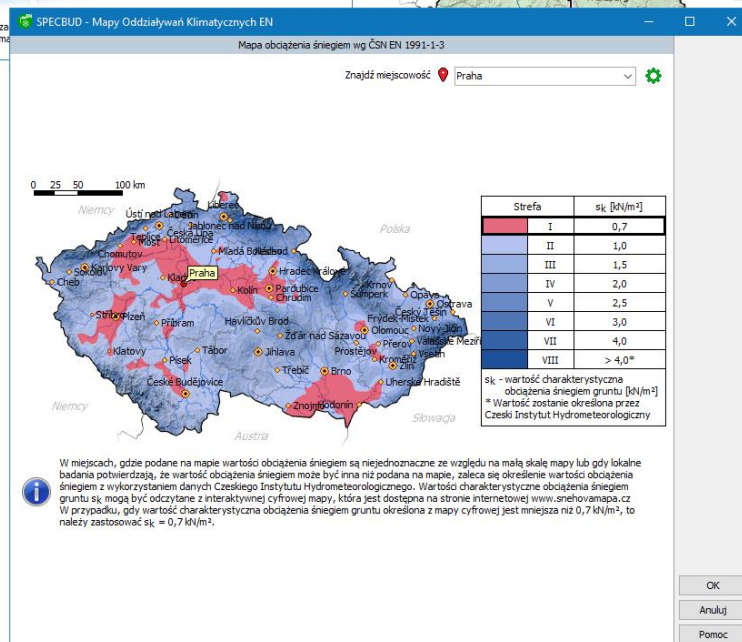 SPECBUD - Mapy Oddziaływań Klimatycznych EN
Mapa obciążenia śniegiem wg ČSN EN 1991-1-3
Znajdź miejscowość
Praha
0 25 50 100 km
Niemcy
Polska
Liberec
Ústí nad Labem
Děčín
Jablonec nad Nisou
Teplice
Česká Lípa
Most
Litoměřice
Chomutov
Mladá Boleslav
Náchod
Sokolov
Karlovy Vary
Hradec Králové
Cheb
Praha
Kolín
Pardubice
Krnov
Chrudim
Šumperk
Opava
Ostrava
Český Těšín
Stříbro
Plzeň
Příbram
Havlíčkův Brod
Frýdek-Místek
Olomouc
Nový Jičín
Žďár nad Sázavou
Přerov
Valašské Meziří
Klatovy
Tábor
Jihlava
Prostějov
Vsetín
Písek
Kroměříž
Třebíč
Brno
Zlín
České Budějovice
Uherské Hradiště
Niemcy
Znojmo
Hodonín
Słowacja
Austria
Strefa sk [kN/m²]
I 0,7
II 1,0
III 1,5
IV 2,0
V 2,5
VI 3,0
VII 4,0
VIII > 4,0*
sk - wartość charakterystyczna
obciążenia śniegiem gruntu [kN/m²]
* Wartość zostanie określona przez
Czeski Instytut Hydrometeorologiczny
W miejscach, gdzie podane na mapie wartości obciążenia śniegiem są niejednoznaczne ze względu na małą skalę mapy lub gdy lokalne
badania potwierdzają, że wartość obciążenia śniegiem może być inna niż podana na mapie, zaleca się określenie wartości obciążenia
śniegiem z wykorzystaniem danych Czeskiego Instytutu Hydrometeorologicznego. Wartości charakterystyczne obciążenia śniegiem
gruntu sk mogą być odczytane z interaktywnej cyfrowej mapy, która jest dostępna na stronie internetowej www.snehovamapa.cz
W przypadku, gdy wartość charakterystyczna obciążenia śniegiem gruntu określona z mapy cyfrowej jest mniejsza niż 0,7 kN/m², to
należy zastosować sk = 0,7 kN/m².
OK
Anuluj
Pomoc